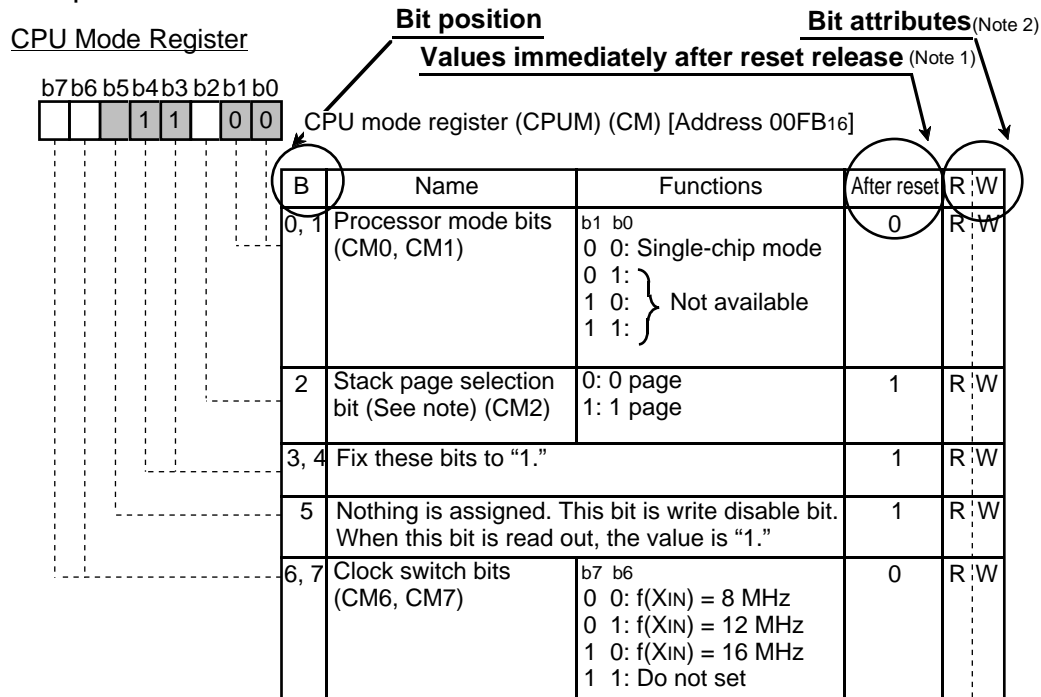 Bit position
Bit attributes (Note 2)
CPU Mode Register
Values immediately after reset release (Note 1)
b7 b6 b5 b4 b3 b2 b1 b0
1 1 0 0
CPU mode register (CPUM) (CM) [Address 00FB16]
B Name Functions After reset R W
0, 1 Processor mode bits (CM0, CM1)
b1 b0
0 0: Single-chip mode
0 1:
1 0: Not available
1 1:
0 R W
2 Stack page selection bit (See note) (CM2)
0: 0 page
1: 1 page
1 R W
3, 4 Fix these bits to “1.” 1 R W
5 Nothing is assigned. This bit is write disable bit.
When this bit is read out, the value is “1.”
1 R W
6, 7 Clock switch bits (CM6, CM7)
b7 b6
0 0: f(XIN) = 8 MHz
0 1: f(XIN) = 12 MHz
1 0: f(XIN) = 16 MHz
1 1: Do not set
0 R W